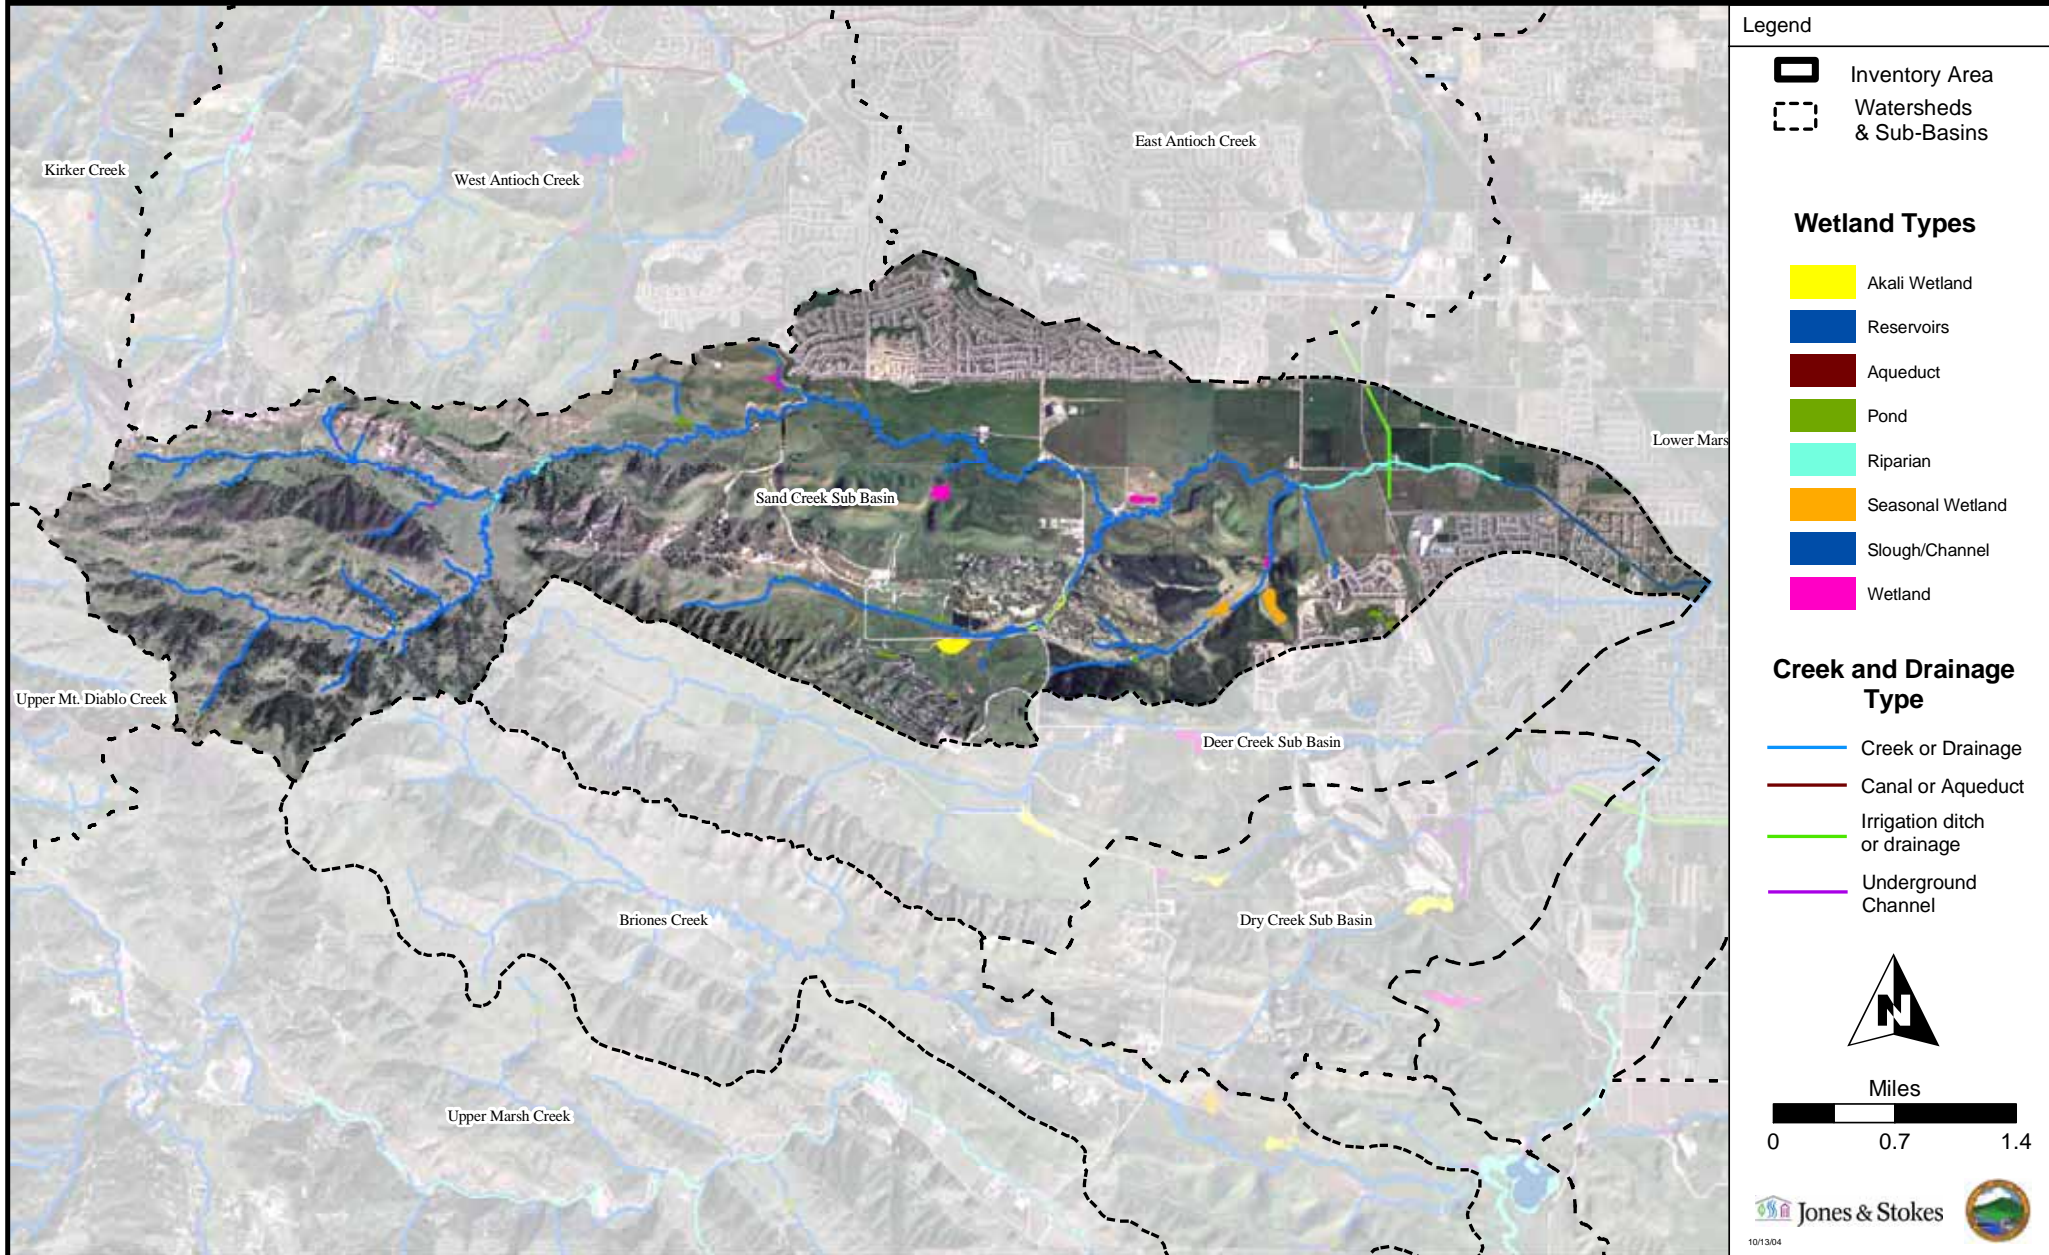 Legend
Inventory Area
Watersheds
& Sub-Basins
Wetland Types
Akali Wetland
Reservoirs
Aqueduct
Pond
Riparian
Seasonal Wetland
Slough/Channel
Wetland
Creek and Drainage
Type
Creek or Drainage
Canal or Aqueduct
Irrigation ditch
or drainage
Underground
Channel
N
Miles
0 0.7 1.4
Jones & Stokes
10/13/04
Kirker Creek
West Antioch Creek
East Antioch Creek
Lower Mars
Sand Creek Sub Basin
Upper Mt. Diablo Creek
Deer Creek Sub Basin
Briones Creek
Dry Creek Sub Basin
Upper Marsh Creek